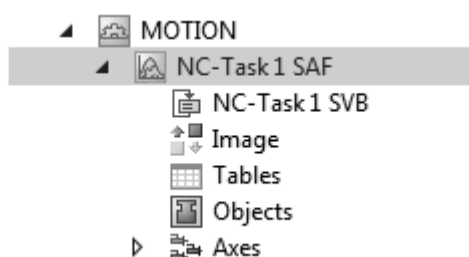 MOTION
NC-Task 1 SAF
NC-Task 1 SVB
Image
Tables
Objects
Axes